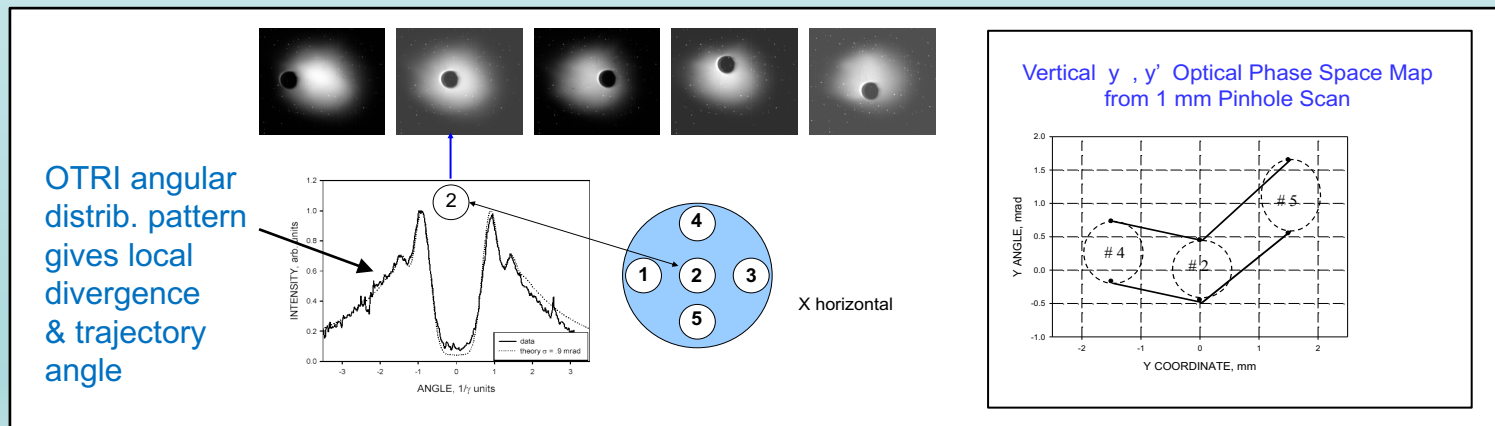 OTRI angular
distrib. pattern
gives local
divergence
& trajectory
angle
1.2
1.0
0.8
0.6
0.4
0.2
0.0
INTENSITY, arb. units
2
data
theory σ = .9 mrad
-3 -2 -1 0 1 2 3
ANGLE, 1/γ units
4
1 2 3
5
X horizontal
Vertical y , y’ Optical Phase Space Map
from 1 mm Pinhole Scan
2.0
1.5
1.0
0.5
0.0
-0.5
-1.0
Y ANGLE, mrad
# 4
# 2
# 5
-2 -1 0 1 2
Y COORDINATE, mm